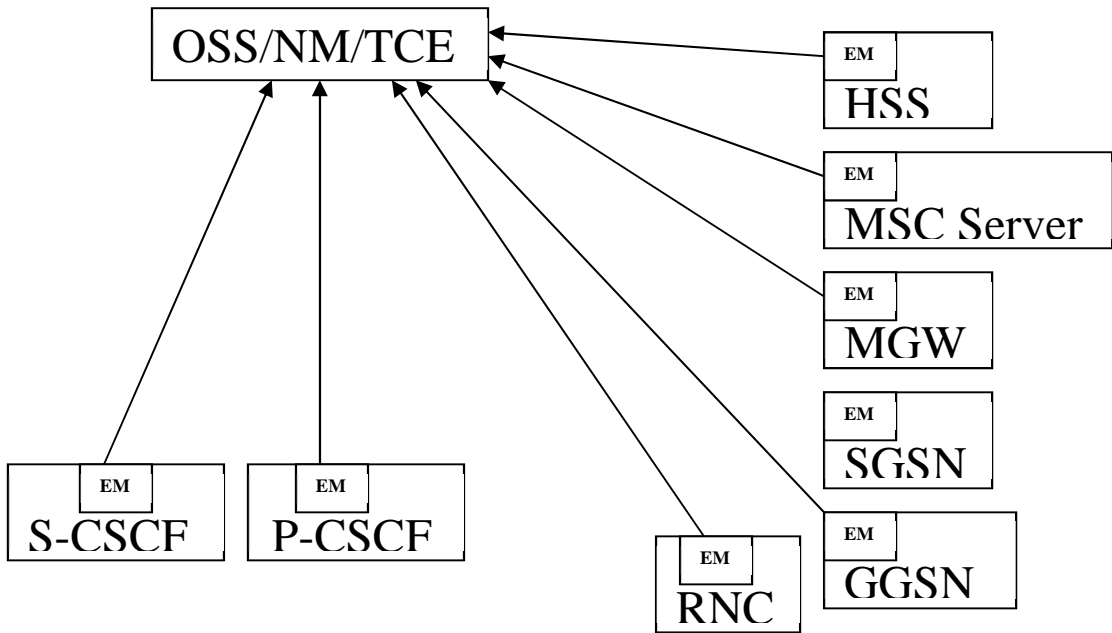 OSS/NM/TCE
EM
HSS
EM
MSC Server
EM
MGW
EM
SGSN
EM
GGSN
EM
S-CSCF
EM
P-CSCF
EM
RNC